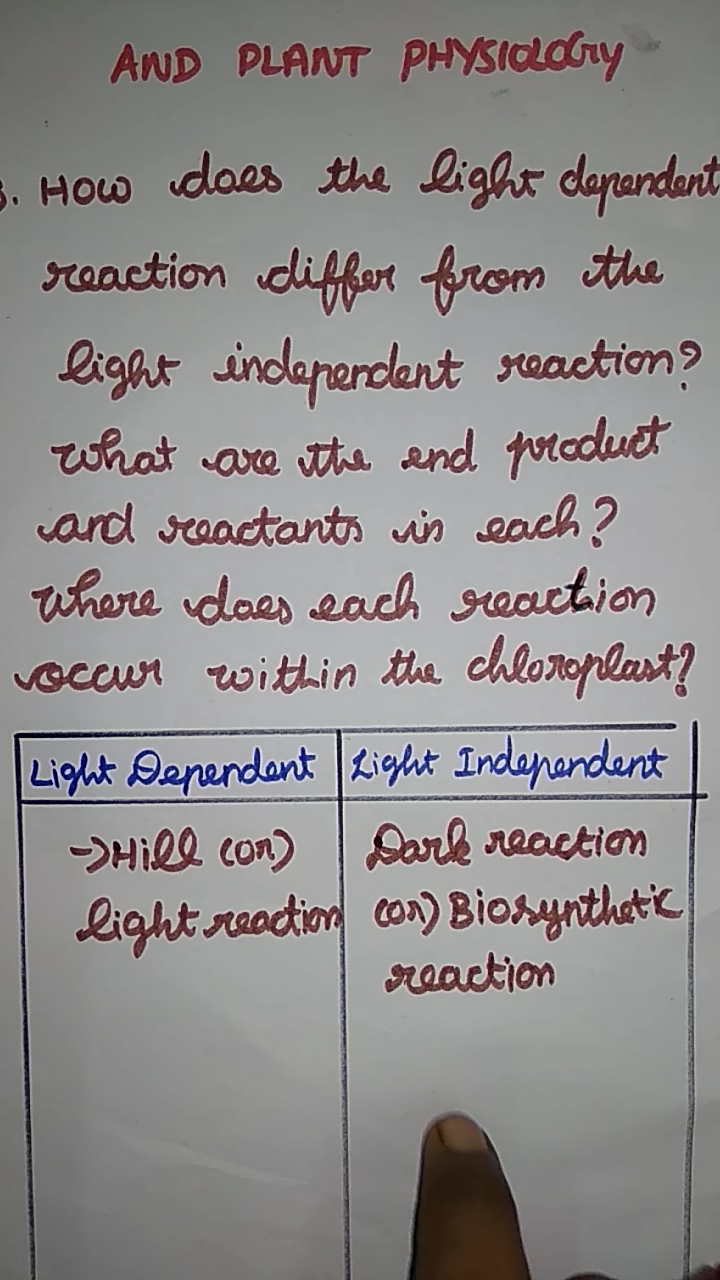 AND PLANT PHYSIOLOGY
3. How does the light dependent
reaction differ from the
light independent reaction?
What are the end product
and reactants in each?
Where does each reaction
occur within the chloroplast?
Light Dependent
Light Independent
->Hill (or)
light reaction
Dark reaction
(or) Biosynthetic
reaction